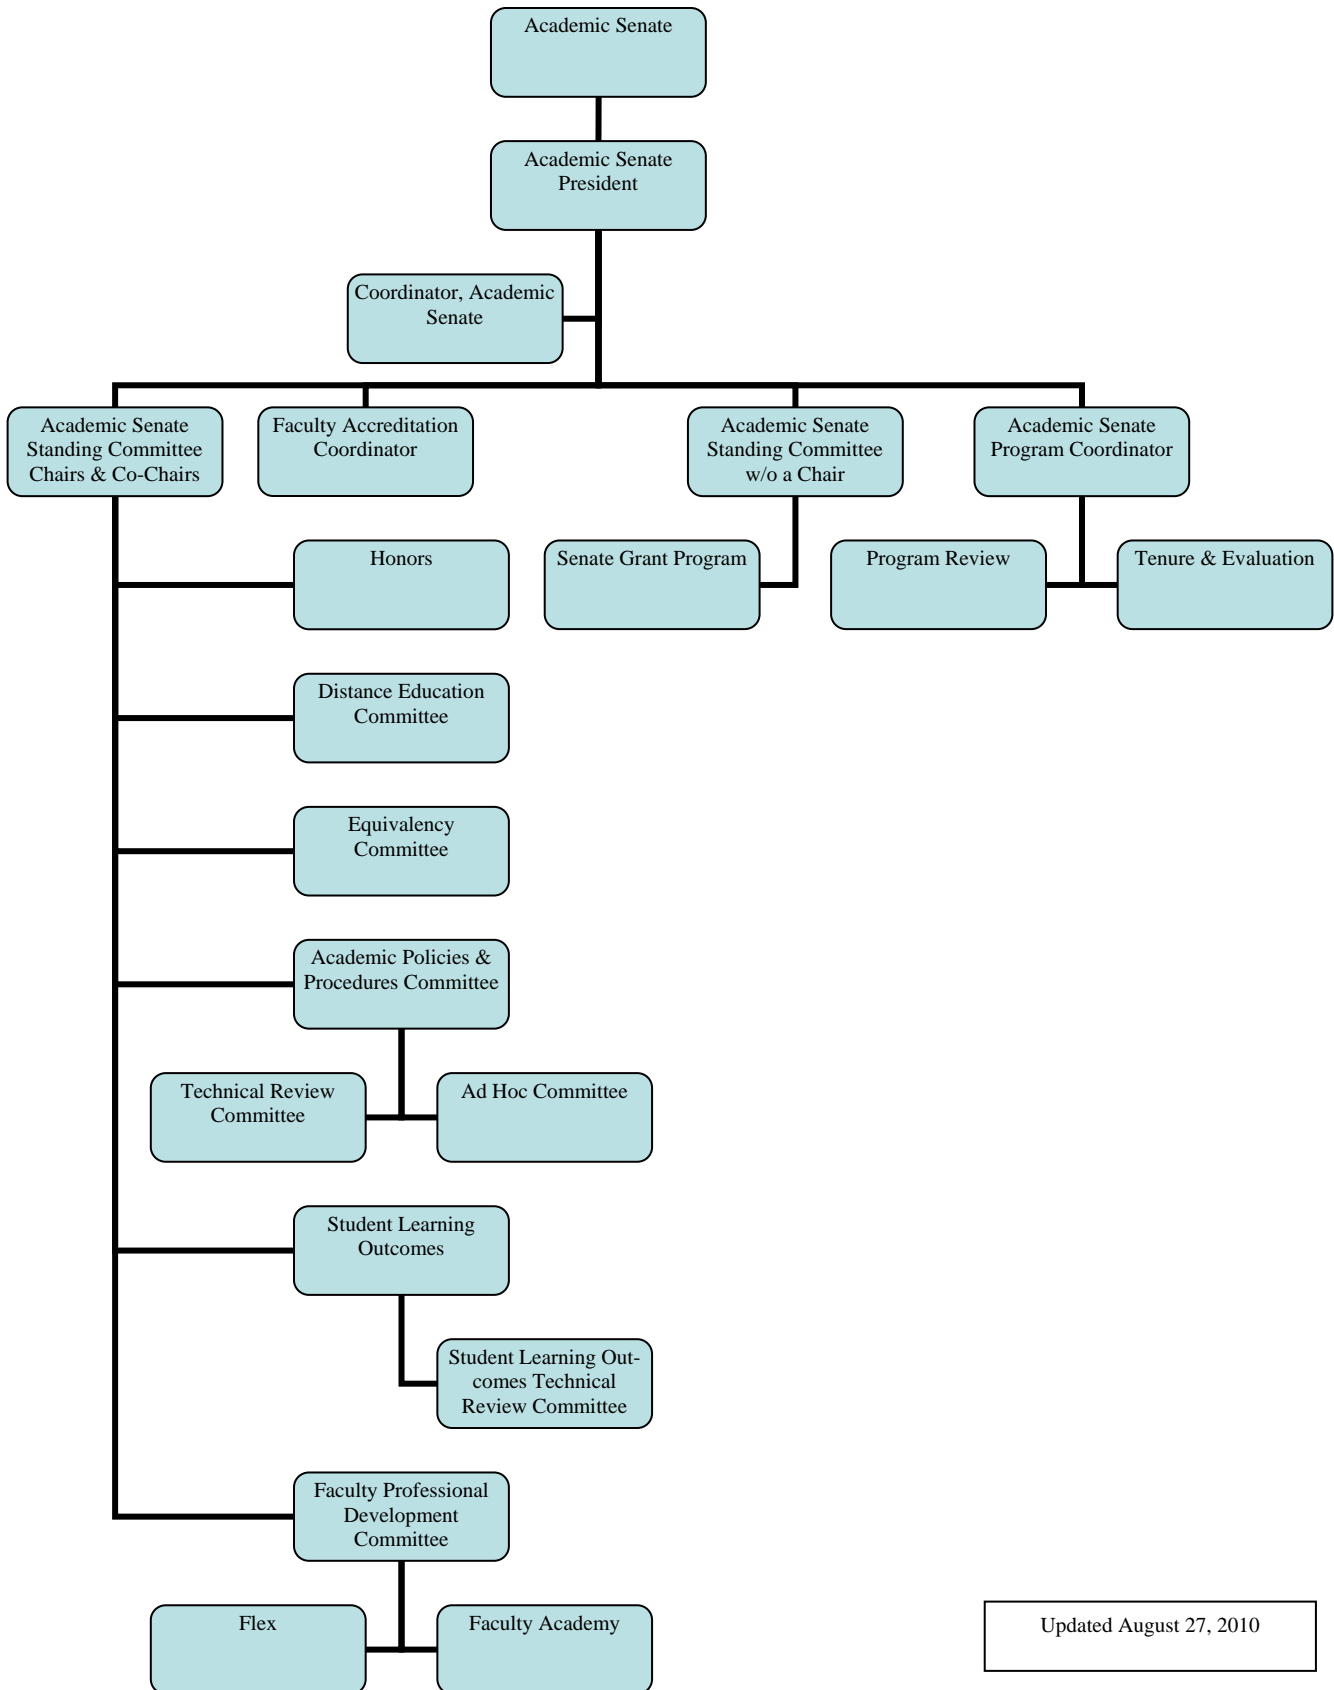 Academic Senate
Academic Senate
President
Coordinator, Academic
Senate
Academic Senate
Standing Committee
Chairs & Co-Chairs
Faculty Accreditation
Coordinator
Academic Senate
Standing Committee
w/o a Chair
Academic Senate
Program Coordinator
Honors
Senate Grant Program
Program Review
Tenure & Evaluation
Distance Education
Committee
Equivalency
Committee
Academic Policies &
Procedures Committee
Technical Review
Committee
Ad Hoc Committee
Student Learning
Outcomes
Student Learning Out-
comes Technical
Review Committee
Faculty Professional
Development
Committee
Flex
Faculty Academy
Updated August 27, 2010